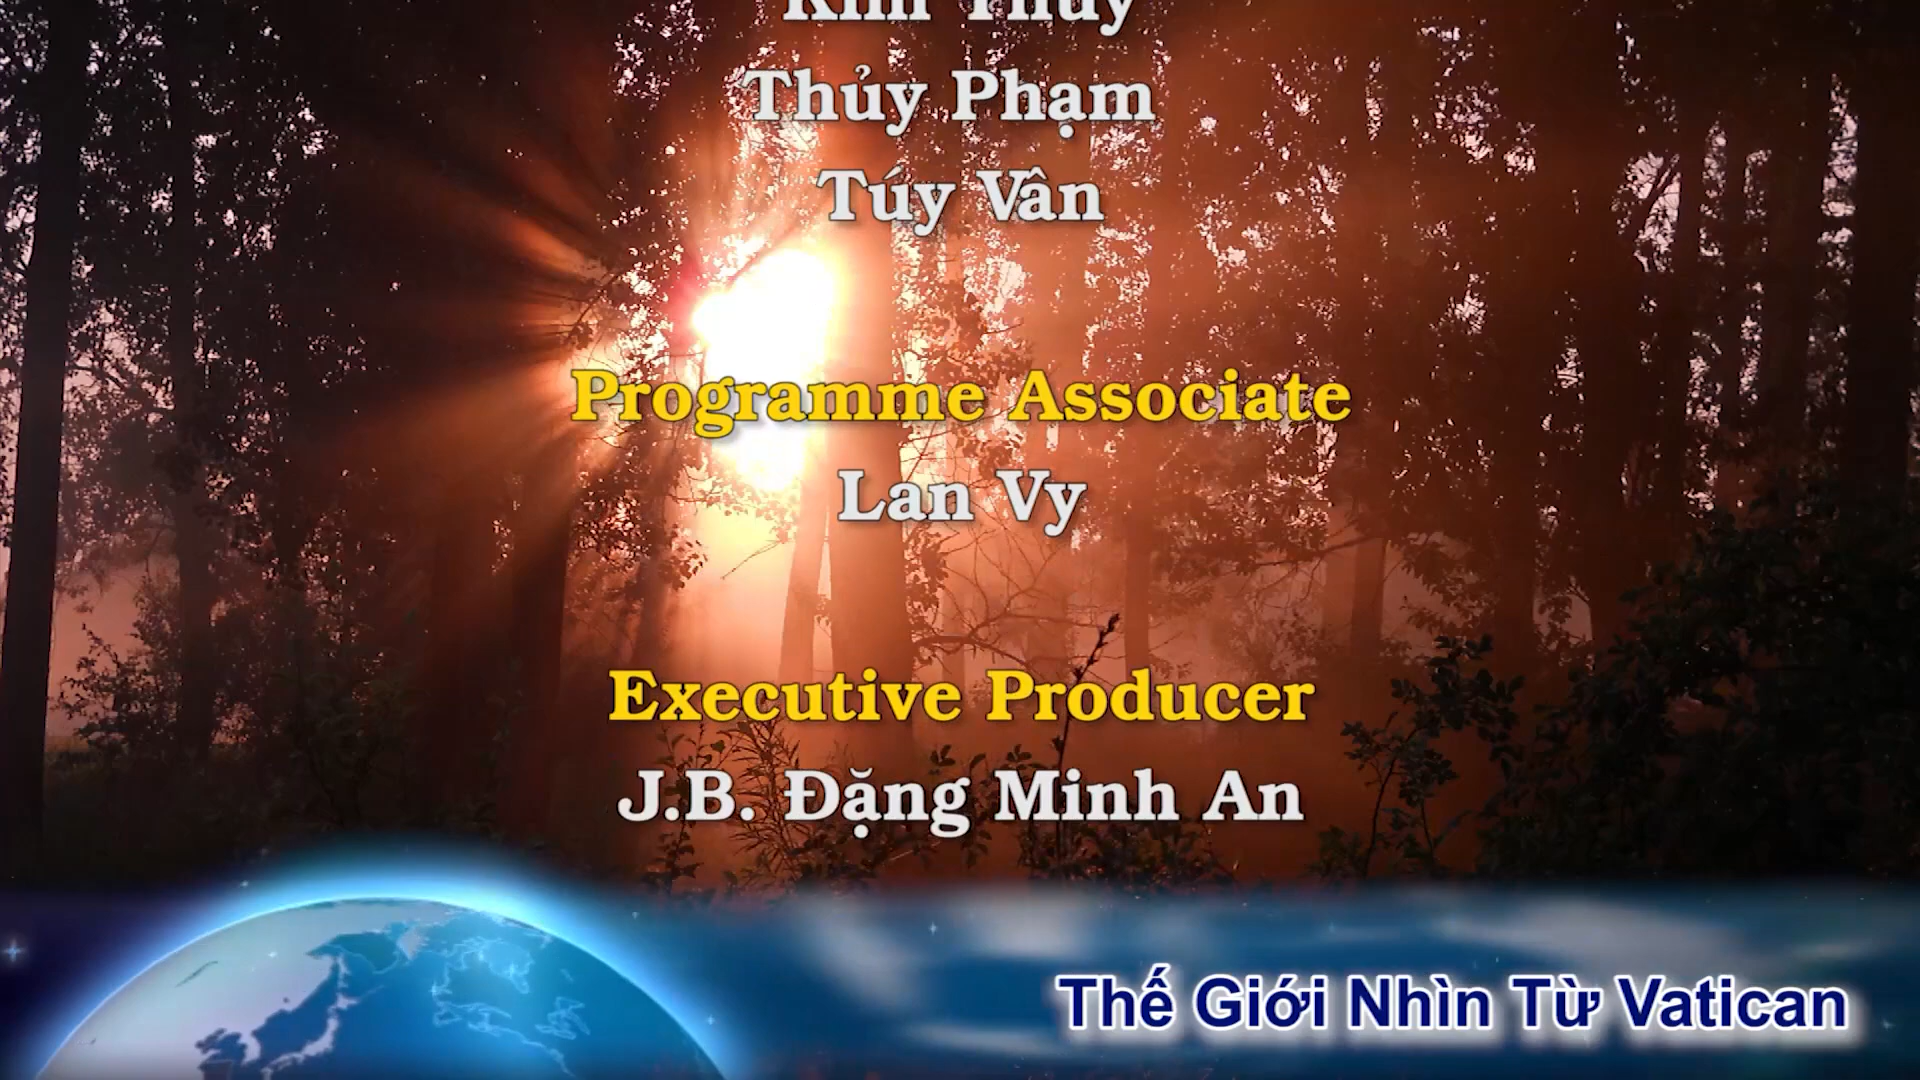 Thủy Phạm
Túy Vân
Programme Associate
Lan Vy
Executive Producer
J.B. Đặng Minh An
Thế Giới Nhìn Từ Vatican